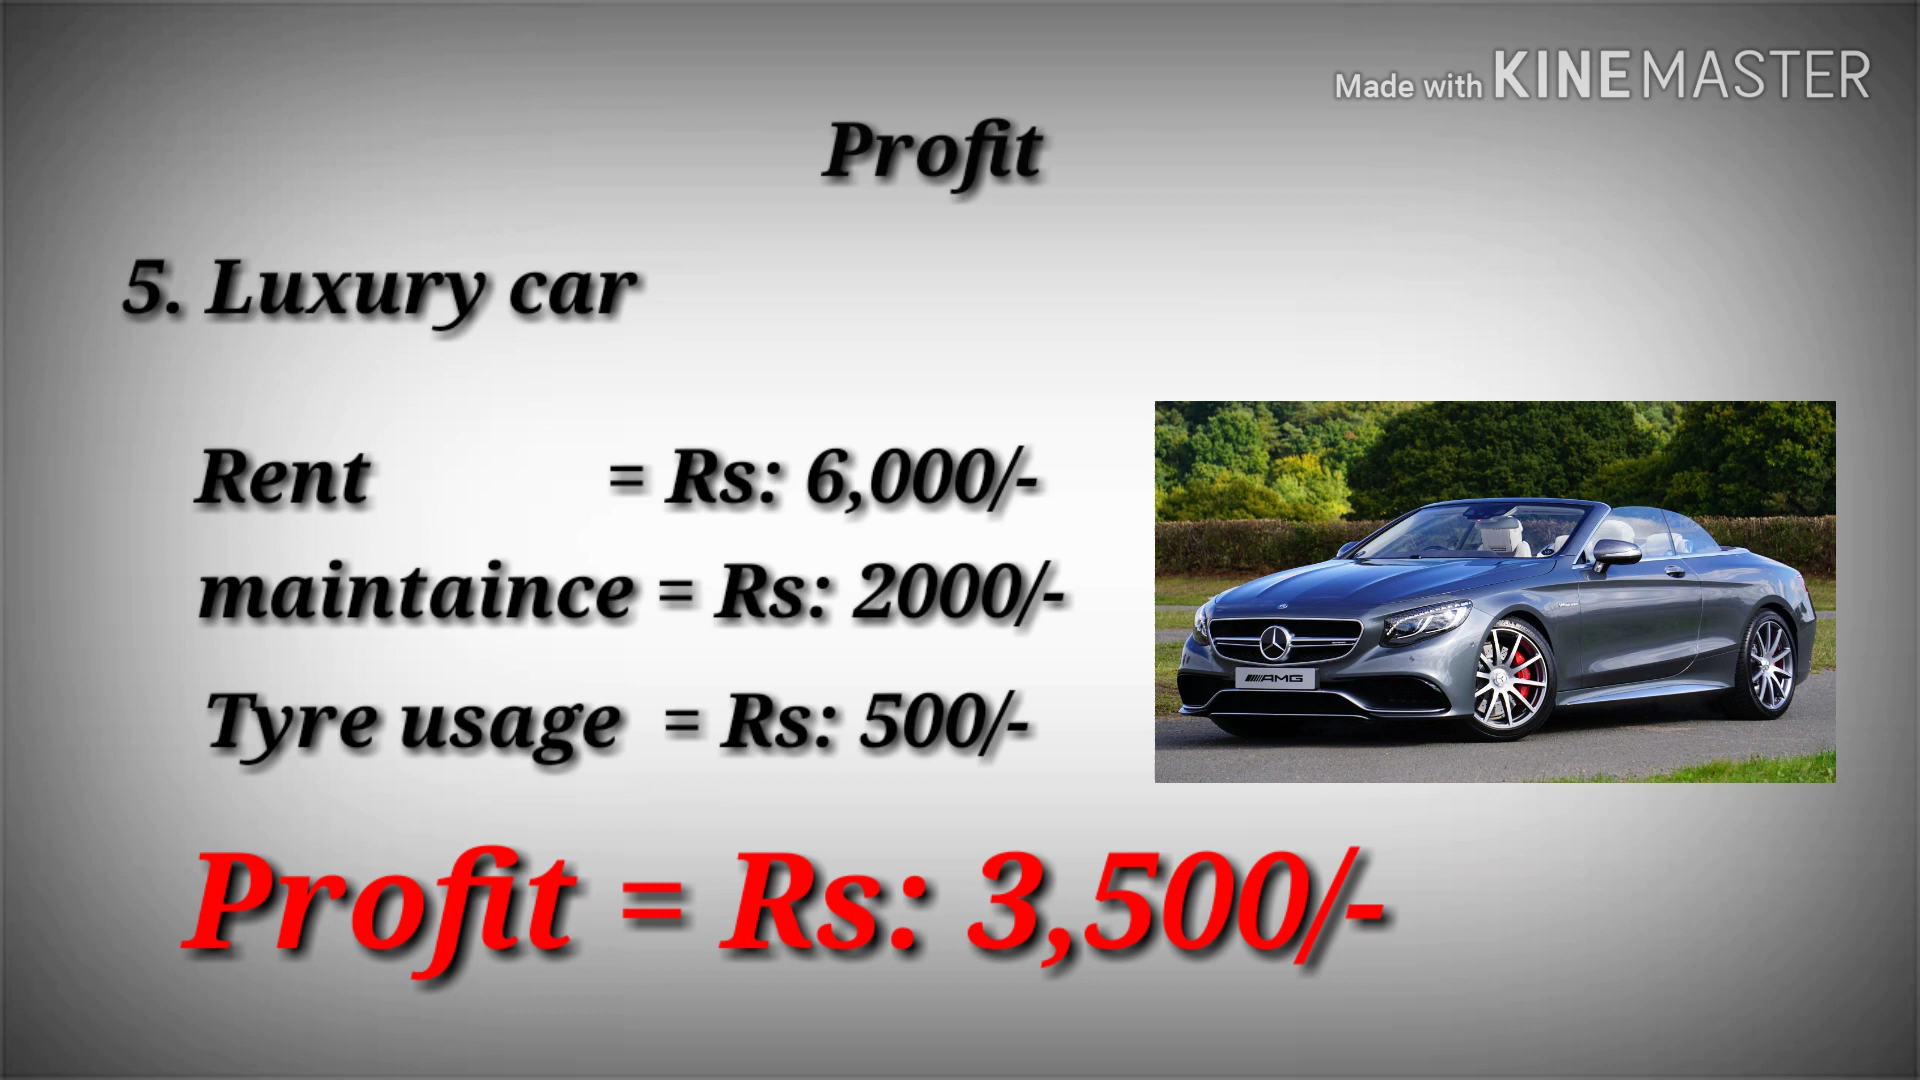 Made with KINEMASTER
Profit
5. Luxury car
Rent = Rs: 6,000/-
maintaince = Rs: 2000/-
Tyre usage = Rs: 500/-
AMG
Profit = Rs: 3,500/-